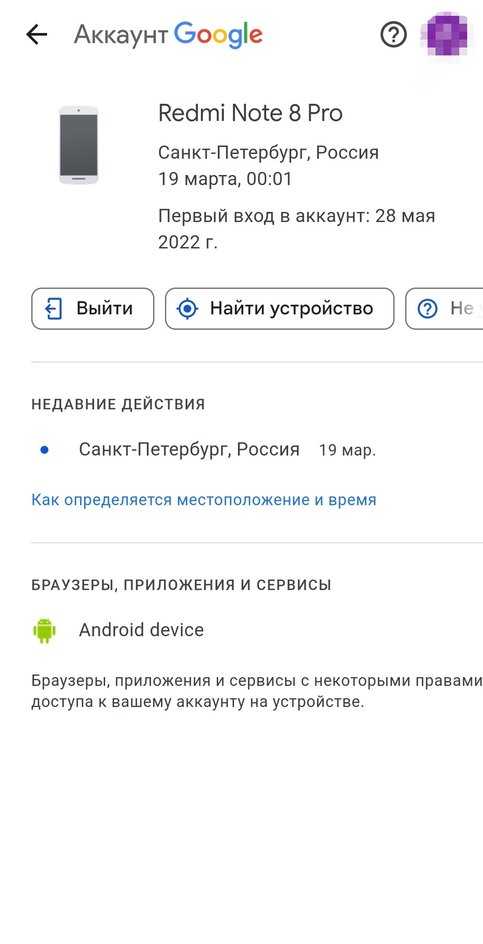 Аккаунт Google
Redmi Note 8 Pro
Санкт-Петербург, Россия
19 марта, 00:01
Первый вход в аккаунт: 28 мая
2022 г.
Выйти
Найти устройство
Не
НЕДАВНИЕ ДЕЙСТВИЯ
Санкт-Петербург, Россия 19 мар.
Как определяется местоположение и время
БРАУЗЕРЫ, ПРИЛОЖЕНИЯ И СЕРВИСЫ
Android device
Браузеры, приложения и сервисы с некоторыми правами
доступа к вашему аккаунту на устройстве.